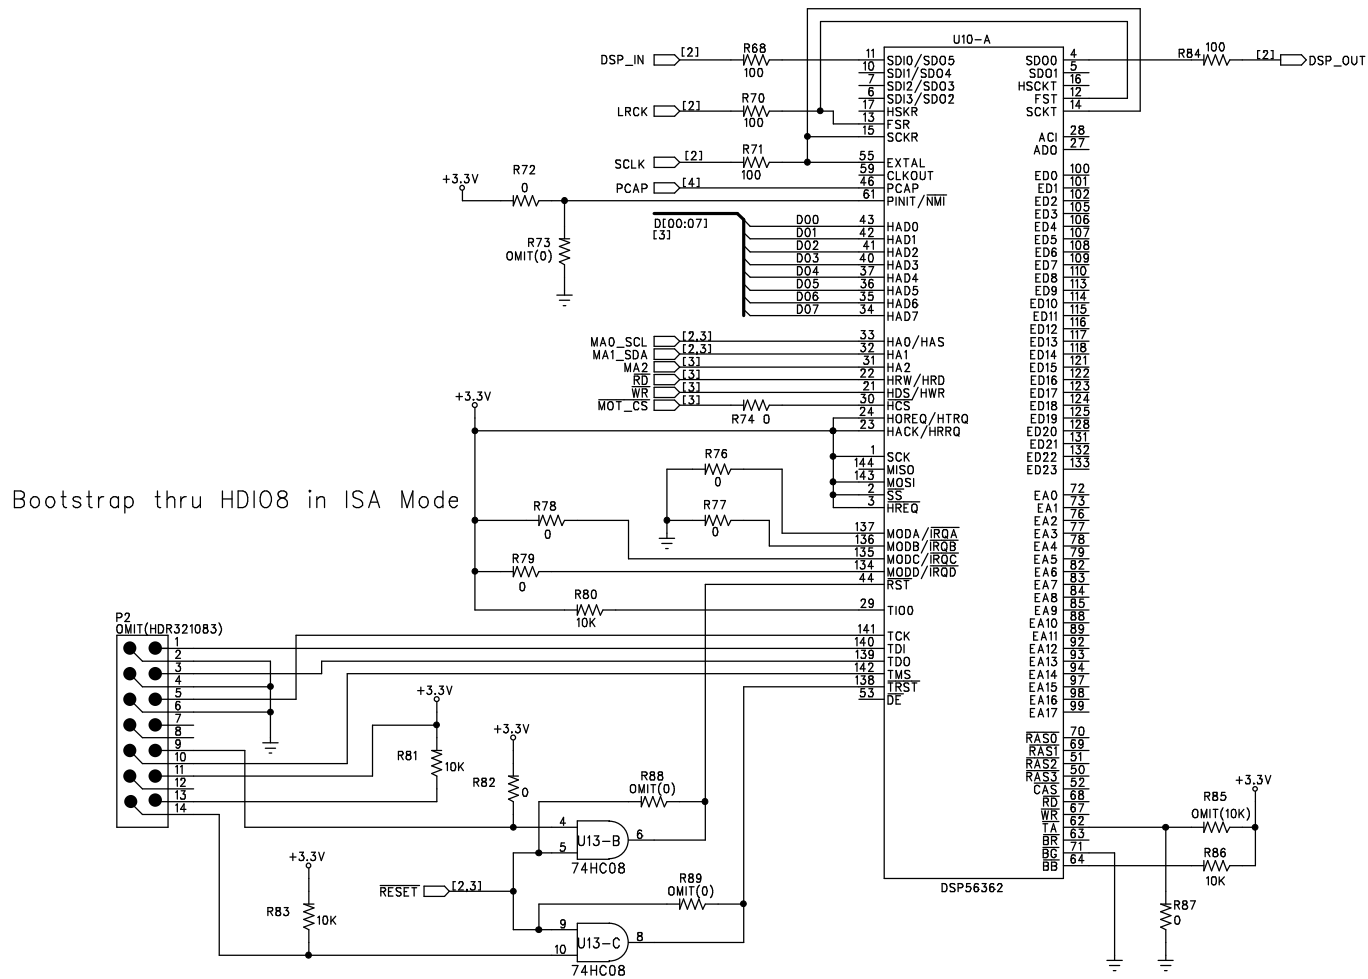 U10-A
DSP_IN [2] R68 100 11 SDI0/SDO5
10 SDI1/SDO4
7 SDI2/SDO3
6 SDI3/SDO2
LRCK [2] R70 100 17 HSKR
13 FSR
15 SCKR
SCLK [2] R71 100 55 EXTAL
59 CLKOUT
PCAP [4] 46 PCAP
+3.3V R72 0 61 PINIT/NMI
R73 OMIT(0)
D[00:07]
[3]
D00 43 HAD0
D01 42 HAD1
D02 41 HAD2
D03 40 HAD3
D04 37 HAD4
D05 36 HAD5
D06 35 HAD6
D07 34 HAD7
MA0_SCL [2,3] 33 HA0/HAS
MA1_SDA [2,3] 32 HA1
MA2 [3] 31 HA2
RD [3] 22 HRW/HRD
WR [3] 21 HDS/HWR
MOT_CS [3] R74 0 30 HCS
24 HOREQ/HTRQ
+3.3V 23 HACK/HRRQ
1 SCK
144 MISO
143 MOSI
2 SS
3 HREQ
Bootstrap thru HDI08 in ISA Mode
R76 0 137 MODA/IRQA
R77 0 136 MODB/IRQB
R78 0 135 MODC/IRQC
R79 0 134 MODD/IRQD
44 RST
R80 10K 29 TIO0
141 TCK
140 TDI
139 TDO
142 TMS
138 TRST
53 DE
4 SDO0 R84 100 [2] DSP_OUT
5 SDO1
16 HSCKT
12 FST
14 SCKT
28 ACI
27 ADO
100 ED0
101 ED1
102 ED2
105 ED3
106 ED4
107 ED5
108 ED6
109 ED7
110 ED8
113 ED9
114 ED10
115 ED11
116 ED12
117 ED13
118 ED14
121 ED15
122 ED16
123 ED17
124 ED18
125 ED19
128 ED20
131 ED21
132 ED22
133 ED23
72 EA0
73 EA1
76 EA2
77 EA3
78 EA4
79 EA5
82 EA6
83 EA7
84 EA8
85 EA9
88 EA10
89 EA11
92 EA12
93 EA13
94 EA14
97 EA15
98 EA16
99 EA17
70 RAS0
69 RAS1
51 RAS2
50 RAS3
52 CAS
68 RD
67 WR
62 TA
63 BR
71 BG
64 BB
DSP56362
+3.3V
R85
OMIT(10K)
R86
10K
R87
0
P2
OMIT(HDR321083)
1
2
3
4
5
6
7
8
9
10
11
12
13
14
+3.3V
R81 10K
+3.3V
R82 0
R88
OMIT(0)
4 5 U13-B 6
74HC08
RESET [2,3]
+3.3V
R83 10K
R89
OMIT(0)
9 10 U13-C 8
74HC08